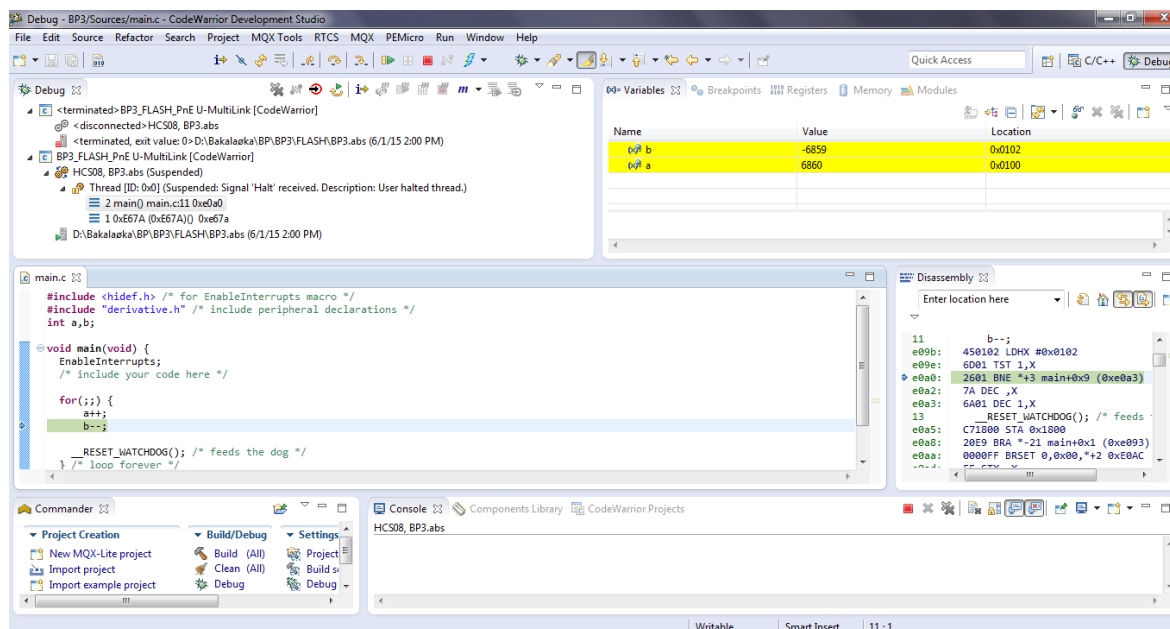 Debug - BP3/Sources/main.c - CodeWarrior Development Studio
File Edit Source Refactor Search Project MQX Tools RTCS MQX PEMicro Run Window Help
Quick Access C/C++ Debug
Debug
<terminated>BP3_FLASH_PnE U-MultiLink [CodeWarrior]
<disconnected>HCS08, BP3.abs
<terminated, exit value: 0>D:\Bakalaøka\BP\BP3\FLASH\BP3.abs (6/1/15 2:00 PM)
BP3_FLASH_PnE U-MultiLink [CodeWarrior]
HCS08, BP3.abs (Suspended)
Thread [ID: 0x0] (Suspended: Signal 'Halt' received. Description: User halted thread.)
2 main() main.c:11 0xe0a0
1 0xE67A (0xE67A)() 0xe67a
D:\Bakalaøka\BP\BP3\FLASH\BP3.abs (6/1/15 2:00 PM)
(x)= Variables Breakpoints Registers Memory Modules
Name Value Location
b -6859 0x0102
a 6860 0x0100
main.c
#include <hidef.h> /* for EnableInterrupts macro */
#include "derivative.h" /* include peripheral declarations */
int a,b;
void main(void) {
EnableInterrupts;
/* include your code here */
for(;;) {
a++;
b--;
__RESET_WATCHDOG(); /* feeds the dog */
} /* loop forever */
Disassembly
Enter location here
11 b--;
e09b: 450102 LDHX #0x0102
e09e: 6D01 TST 1,X
e0a0: 2601 BNE *+3 main+0x9 (0xe0a3)
e0a2: 7A DEC ,X
e0a3: 6A01 DEC 1,X
13 __RESET_WATCHDOG(); /* feeds
e0a5: C71800 STA 0x1800
e0a8: 20E9 BRA *-21 main+0x1 (0xe093)
e0aa: 0000FF BRSET 0,0x00,*+2 0xE0AC
Commander
Project Creation
New MQX-Lite project
Import project
Import example project
Build/Debug
Build (All)
Clean (All)
Debug
Settings
Project
Build s
Debug
Console Components Library CodeWarrior Projects
HCS08, BP3.abs
Writable Smart Insert 11 : 1